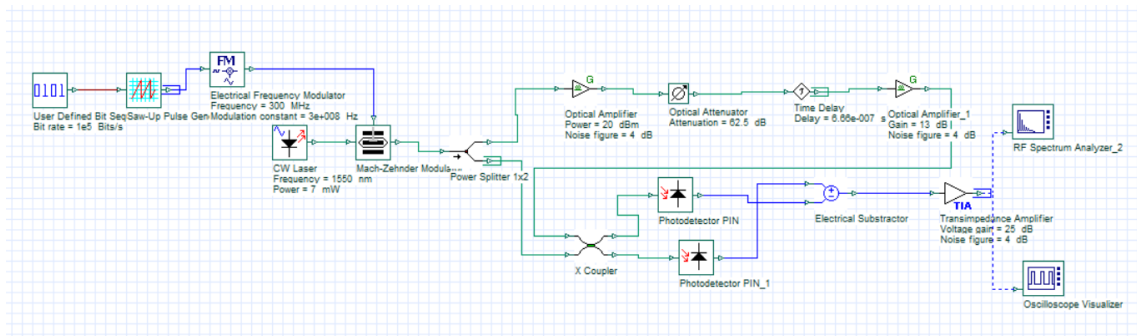 FM
0101
G
G
Electrical Frequency Modulator
Frequency = 300 MHz
Modulation constant = 3e+008 Hz
User Defined Bit Seq
Bit rate = 1e5 Bits/s
Saw-Up Pulse Gen
Optical Amplifier
Power = 20 dBm
Noise figure = 4 dB
Optical Attenuator
Attenuation = 62.5 dB
Time Delay
Delay = 6.66e-007 s
Optical Amplifier_1
Gain = 13 dB
Noise figure = 4 dB
RF Spectrum Analyzer_2
CW Laser
Frequency = 1550 nm
Power = 7 mW
Mach-Zehnder Modula
Power Splitter 1x2
Photodetector PIN
Electrical Substractor
TIA
Transimpedance Amplifier
Voltage gain = 25 dB
Noise figure = 4 dB
X Coupler
Photodetector PIN_1
Oscilloscope Visualizer